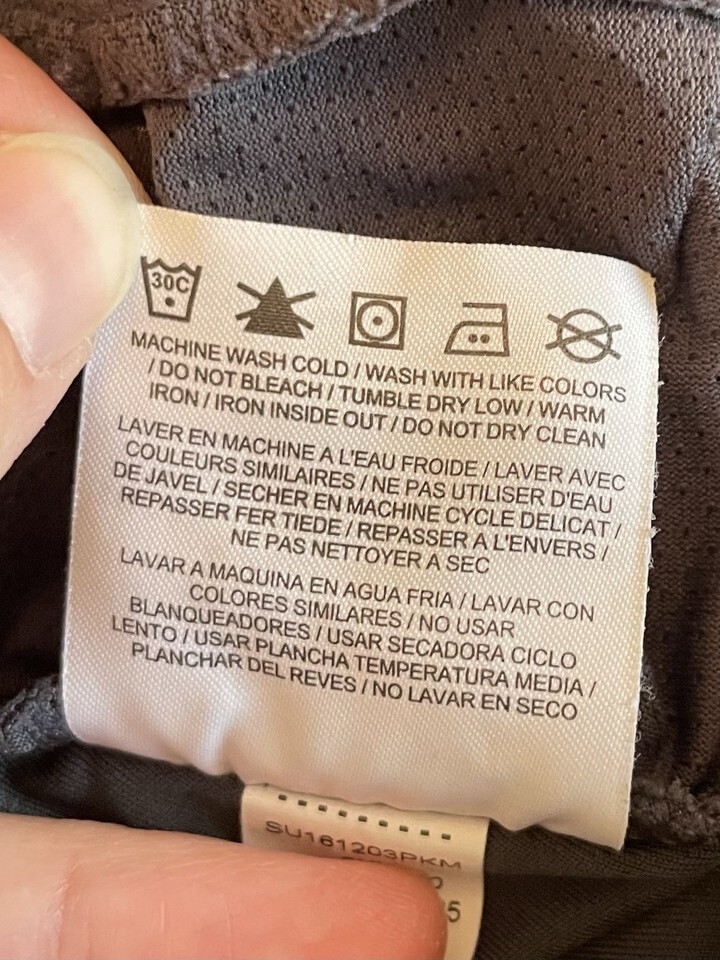 30C
MACHINE WASH COLD / WASH WITH LIKE COLORS
/ DO NOT BLEACH / TUMBLE DRY LOW / WARM
IRON / IRON INSIDE OUT / DO NOT DRY CLEAN
LAVER EN MACHINE A L'EAU FROIDE / LAVER AVEC
COULEURS SIMILAIRES / NE PAS UTILISER D'EAU
DE JAVEL / SECHER EN MACHINE CYCLE DELICAT /
REPASSER FER TIEDE / REPASSER A L'ENVERS /
NE PAS NETTOYER A SEC
LAVAR A MAQUINA EN AGUA FRIA / LAVAR CON
COLORES SIMILARES / NO USAR
BLANQUEADORES / USAR SECADORA CICLO
LENTO / USAR PLANCHA TEMPERATURA MEDIA /
PLANCHAR DEL REVES / NO LAVAR EN SECO
SU161203PKM